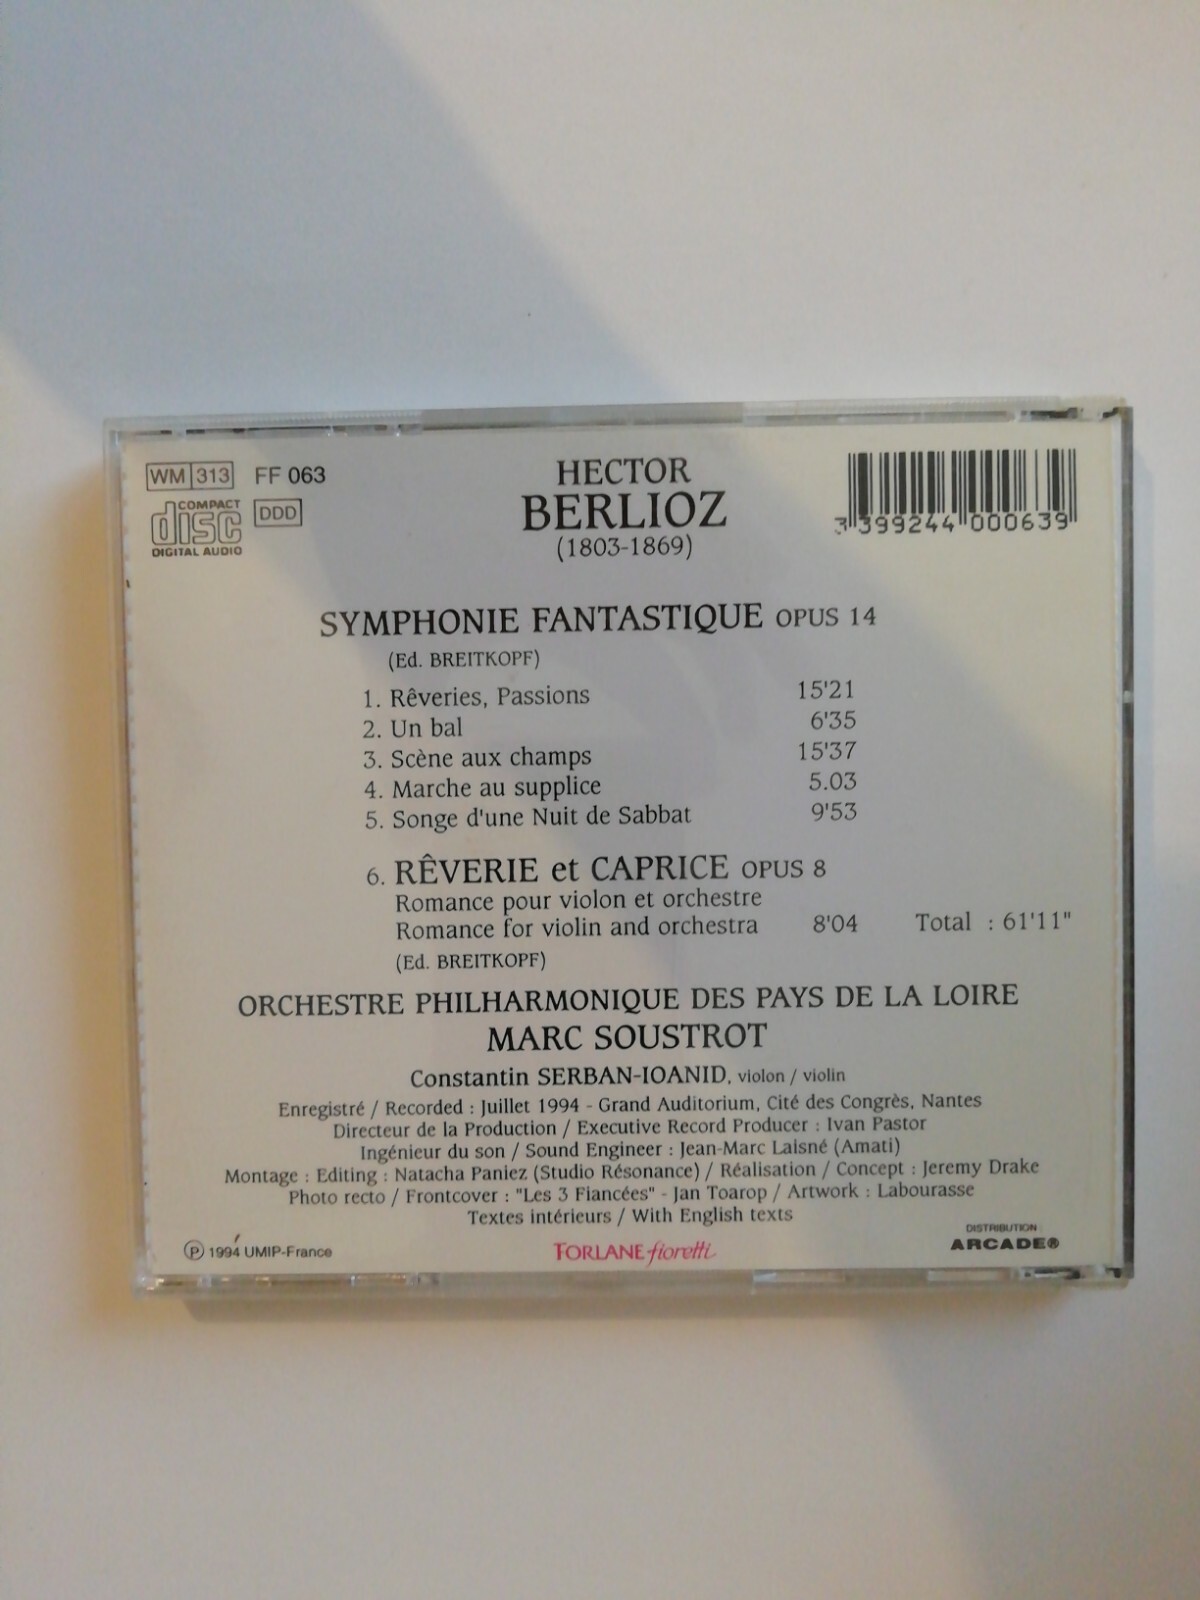 WM 313 FF 063
COMPACT
disc
DIGITAL AUDIO
DDD
HECTOR
BERLIOZ
(1803-1869)
3 399244 000639
SYMPHONIE FANTASTIQUE OPUS 14
(Ed. BREITKOPF)
1. Rêveries, Passions 15'21
2. Un bal 6'35
3. Scène aux champs 15'37
4. Marche au supplice 5.03
5. Songe d'une Nuit de Sabbat 9'53
6. RÊVERIE et CAPRICE OPUS 8
Romance pour violon et orchestre
Romance for violin and orchestra 8'04 Total : 61'11"
(Ed. BREITKOPF)
ORCHESTRE PHILHARMONIQUE DES PAYS DE LA LOIRE
MARC SOUSTROT
Constantin SERBAN-IOANID, violon / violin
Enregistré / Recorded : Juillet 1994 - Grand Auditorium, Cité des Congrès, Nantes
Directeur de la Production / Executive Record Producer : Ivan Pastor
Ingénieur du son / Sound Engineer : Jean-Marc Laisné (Amati)
Montage : Editing : Natacha Paniez (Studio Résonance) / Réalisation / Concept : Jeremy Drake
Photo recto / Frontcover : "Les 3 Fiancées" - Jan Toarop / Artwork : Labourasse
Textes intérieurs / With English texts
℗ 1994 UMIP-France
FORLANE fioretti
DISTRIBUTION :
ARCADE®